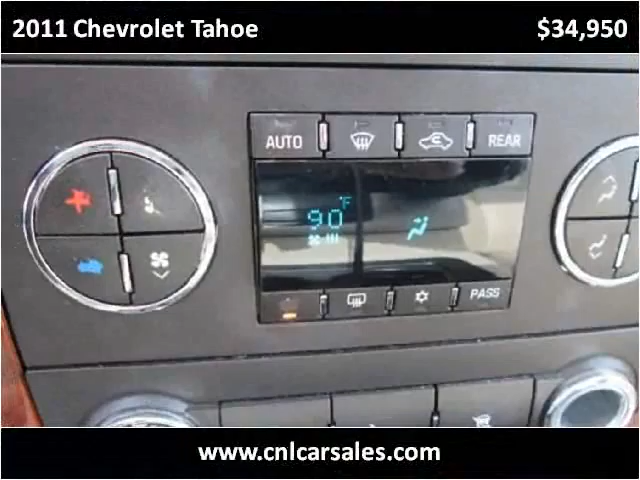 2011 Chevrolet Tahoe $34,950
AUTO REAR
90°F
PASS
www.cnlcarsales.com